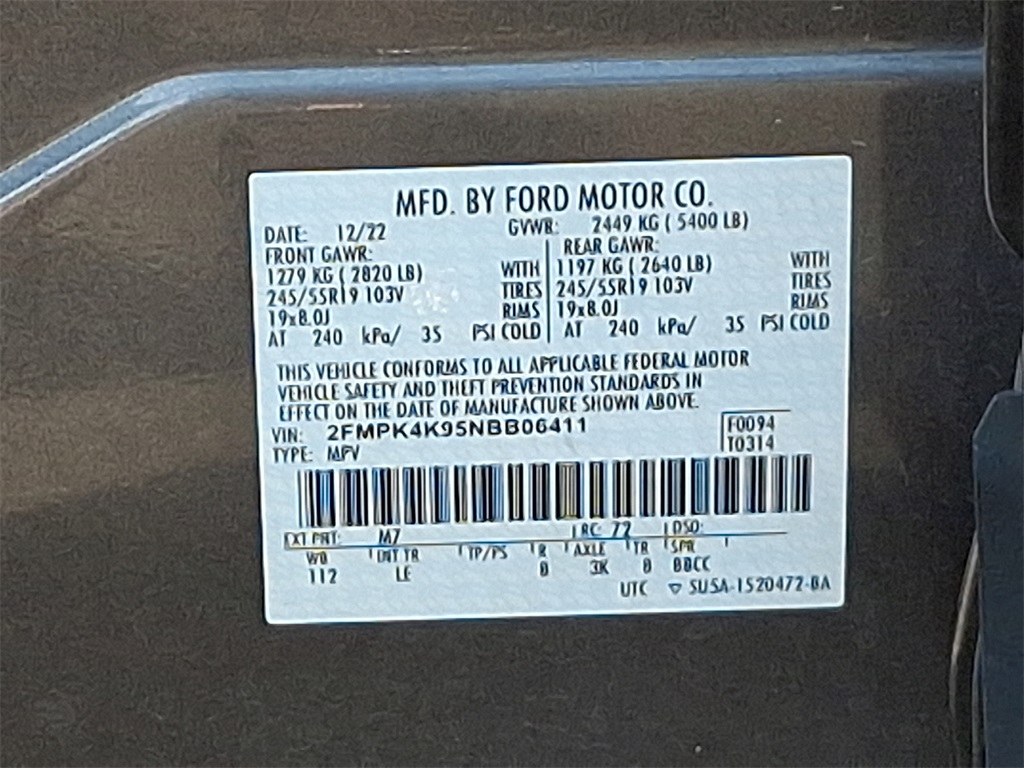 MFD. BY FORD MOTOR CO.
DATE: 12/22 GVWR: 2449 KG ( 5400 LB)
FRONT GAWR: REAR GAWR:
1279 KG ( 2820 LB) WITH 1197 KG ( 2640 LB) WITH
245/55R19 103V TIRES 245/55R19 103V TIRES
19x8.0J RIMS 19x8.0J RIMS
AT 240 kPa/ 35 PSI COLD AT 240 kPa/ 35 PSI COLD
THIS VEHICLE CONFORMS TO ALL APPLICABLE FEDERAL MOTOR
VEHICLE SAFETY AND THEFT PREVENTION STANDARDS IN
EFFECT ON THE DATE OF MANUFACTURE SHOWN ABOVE.
VIN: 2FMPK4K95NBB06411 F0094
TYPE: MPV T0314
EXT PNT: M7 RC: 72 DSO:
WB INT TR TP/PS R AXLE TR SPR
112 LE 3K BBCC
UTC ▽ SU5A-1520472-BA